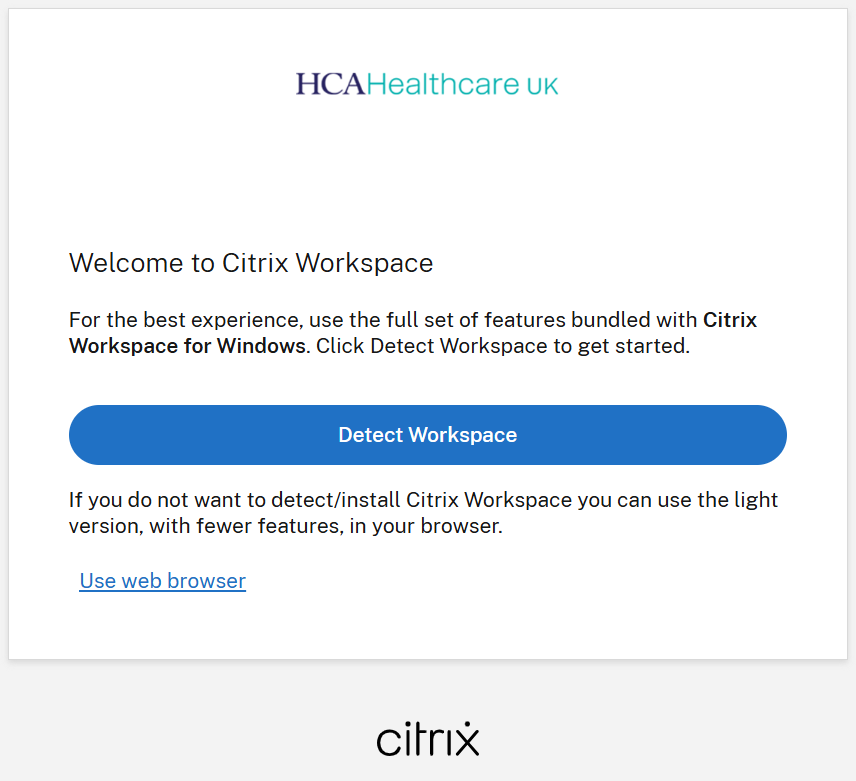 HCAHealthcare UK
Welcome to Citrix Workspace
For the best experience, use the full set of features bundled with Citrix
Workspace for Windows. Click Detect Workspace to get started.
Detect Workspace
If you do not want to detect/install Citrix Workspace you can use the light
version, with fewer features, in your browser.
Use web browser
citrix